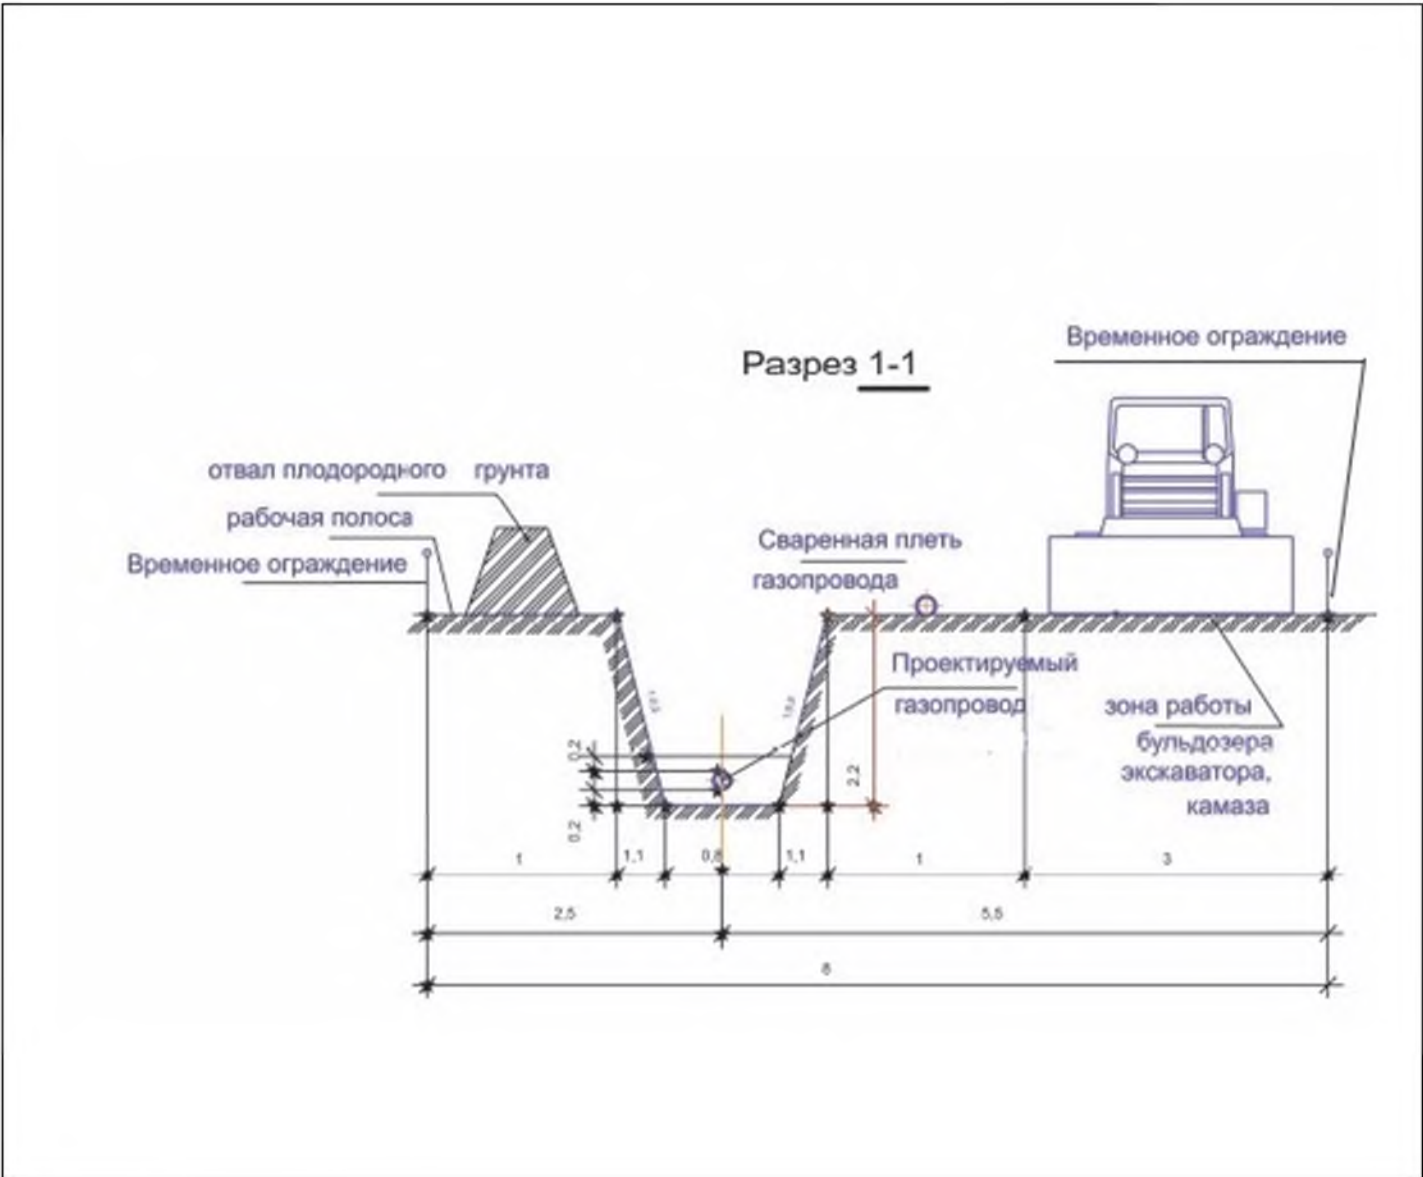 Временное ограждение
Разрез 1-1
отвал плодородного грунта
рабочая полоса
Временное ограждение
Сваренная плеть
газопровода
Проектируемый
газопровод
зона работы
бульдозера
экскаватора,
камаза
0,2
0,2
2,2
1 1,1 0,8 1,1 1 3
2,5 5,5
8